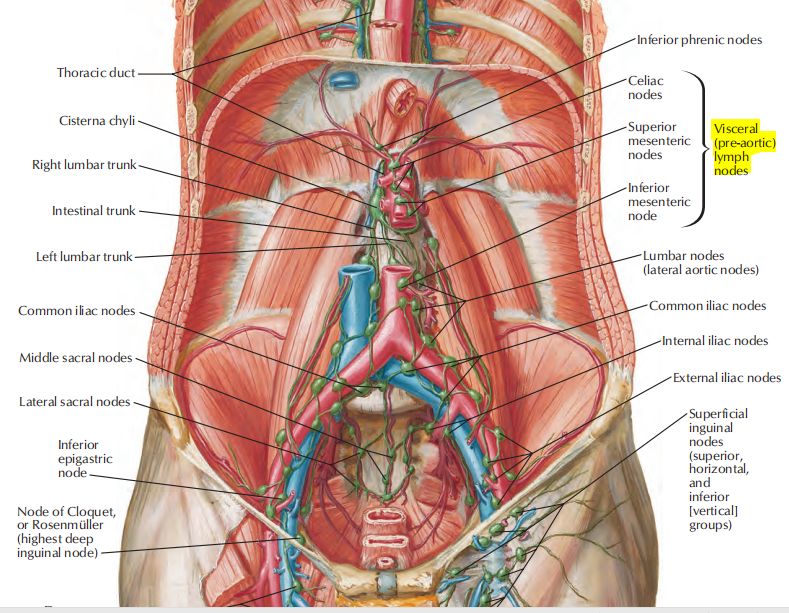 Thoracic duct
Cisterna chyli
Right lumbar trunk
Intestinal trunk
Left lumbar trunk
Common iliac nodes
Middle sacral nodes
Lateral sacral nodes
Inferior
epigastric
node
Node of Cloquet,
or Rosenmüller
(highest deep
inguinal node)
Inferior phrenic nodes
Celiac
nodes
Superior
mesenteric
nodes
Inferior
mesenteric
node
Visceral
(pre-aortic)
lymph
nodes
Lumbar nodes
(lateral aortic nodes)
Common iliac nodes
Internal iliac nodes
External iliac nodes
Superficial
inguinal
nodes
(superior,
horizontal,
and
inferior
[vertical]
groups)